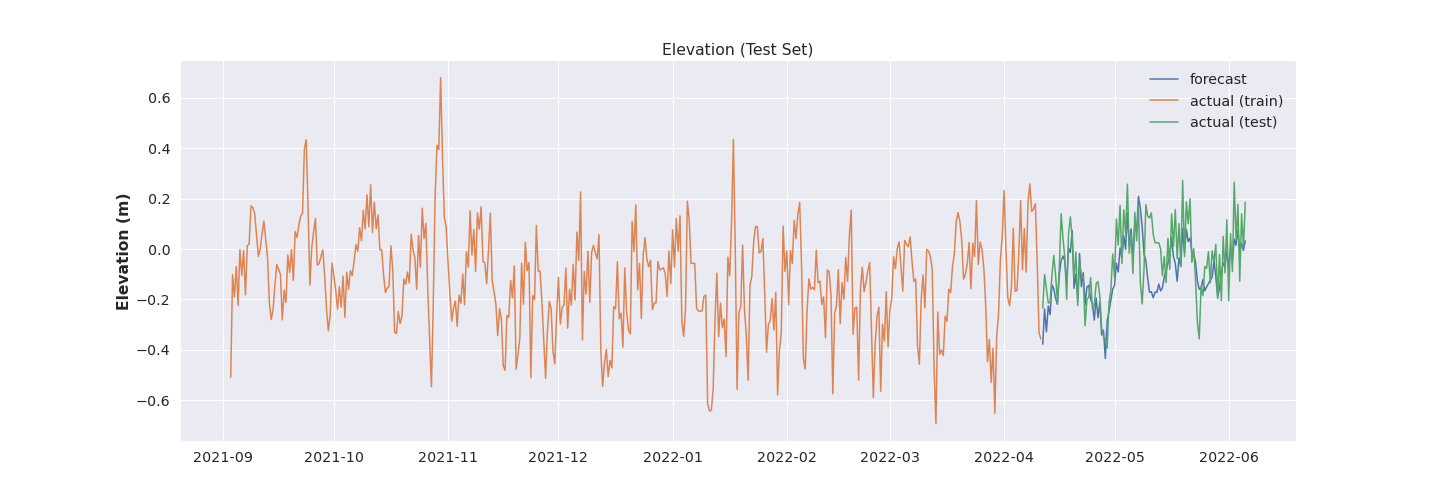 Elevation (Test Set)
forecast
actual (train)
actual (test)
Elevation (m)
0.6
0.4
0.2
0.0
−0.2
−0.4
−0.6
2021-09 2021-10 2021-11 2021-12 2022-01 2022-02 2022-03 2022-04 2022-05 2022-06